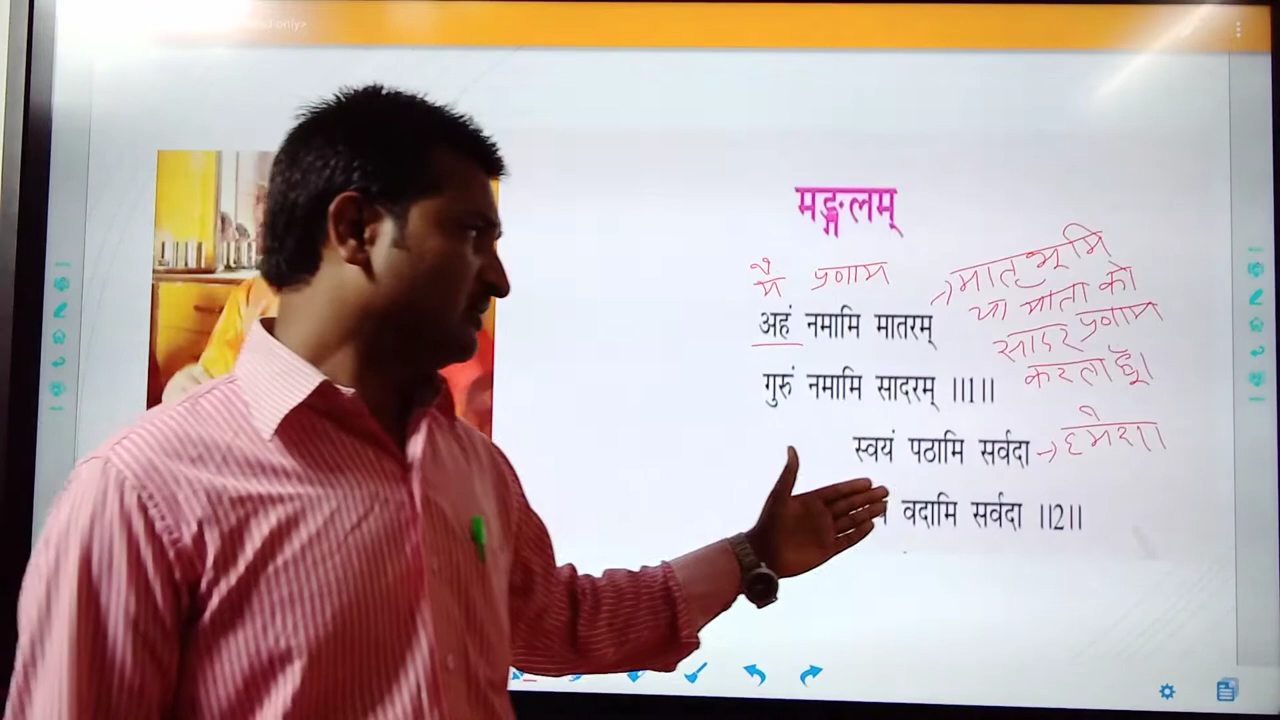 only>
मङ्गलम्
मै प्रणाम
अहं नमामि मातरम्
→मातृभूमि
या माता को
सादर प्रणाम
करता हूँ।
गुरुं नमामि सादरम् ।।1।।
स्वयं पठामि सर्वदा →हमेशा
वदामि सर्वदा ।।2।।